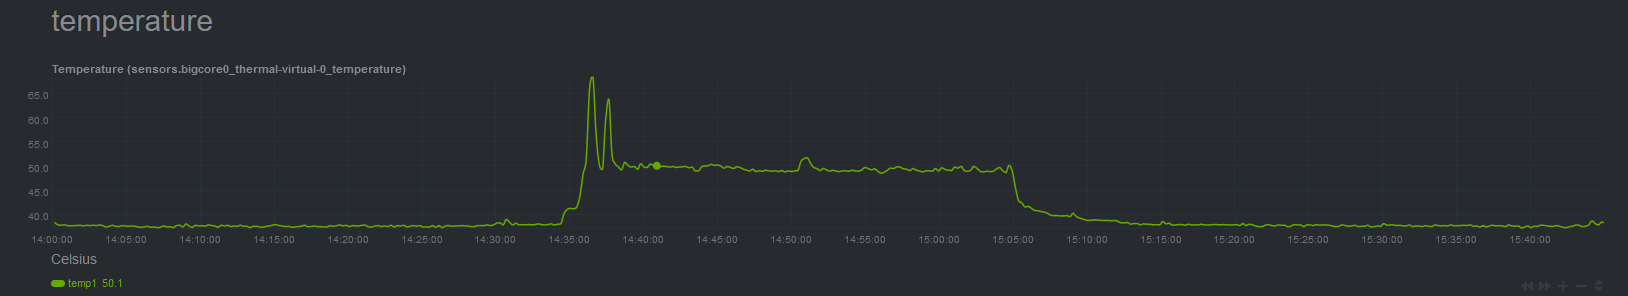 temperature
Temperature (sensors.bigcore0_thermal-virtual-0_temperature)
65.0
60.0
55.0
50.0
45.0
40.0
14:00:00 14:05:00 14:10:00 14:15:00 14:20:00 14:25:00 14:30:00 14:35:00 14:40:00 14:45:00 14:50:00 14:55:00 15:00:00 15:05:00 15:10:00 15:15:00 15:20:00 15:25:00 15:30:00 15:35:00 15:40:00
Celsius
temp1 50.1